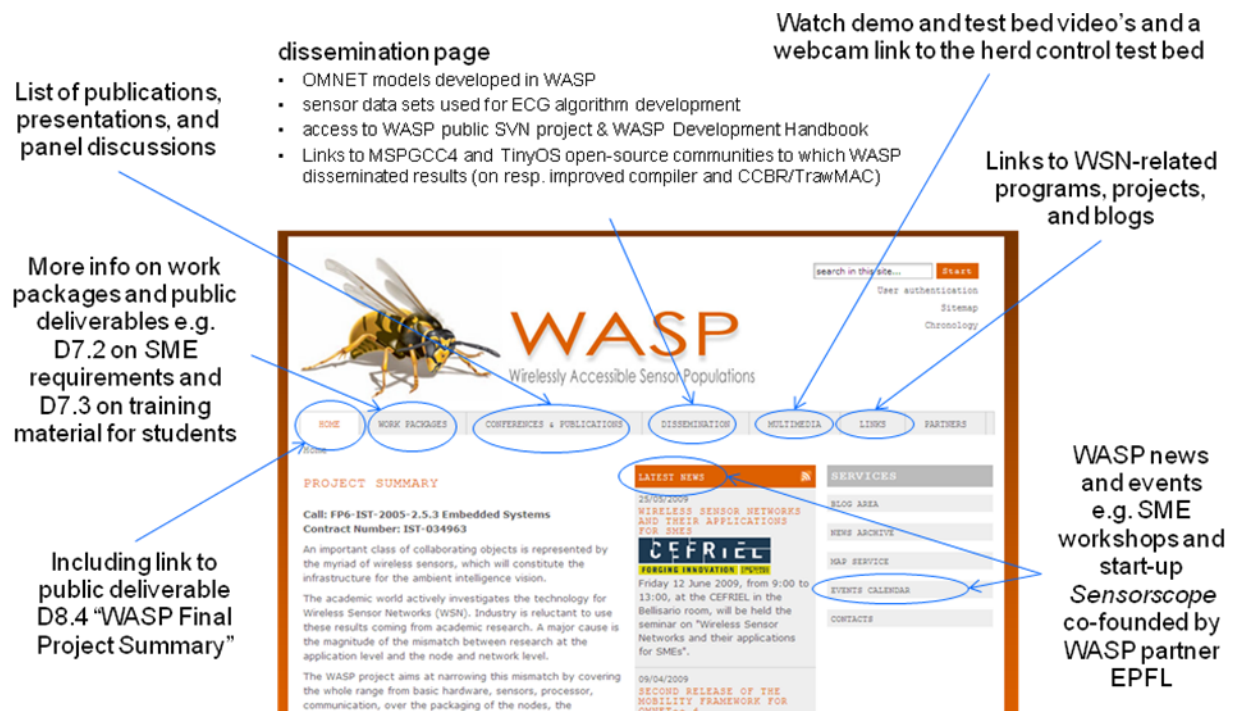 Watch demo and test bed video's and a
webcam link to the herd control test bed
dissemination page
▪ OMNET models developed in WASP
▪ sensor data sets used for ECG algorithm development
▪ access to WASP public SVN project & WASP Development Handbook
▪ Links to MSPGCC4 and TinyOS open-source communities to which WASP
disseminated results (on resp. improved compiler and CCBR/TrawMAC)
List of publications,
presentations, and
panel discussions
Links to WSN-related
programs, projects,
and blogs
More info on work
packages and public
deliverables e.g.
D7.2 on SME
requirements and
D7.3 on training
material for students
Including link to
public deliverable
D8.4 “WASP Final
Project Summary”
search in this site...
Start
User authentication
Sitemap
Chronology
WASP
Wirelessly Accessible Sensor Populations
HOME
WORK PACKAGES
CONFERENCES & PUBLICATIONS
DISSEMINATION
MULTIMEDIA
LINKS
PARTNERS
Home
PROJECT SUMMARY
Call: FP6-IST-2005-2.5.3 Embedded Systems
Contract Number: IST-034963
An important class of collaborating objects is represented by
the myriad of wireless sensors, which will constitute the
infrastructure for the ambient intelligence vision.
The academic world actively investigates the technology for
Wireless Sensor Networks (WSN). Industry is reluctant to use
these results coming from academic research. A major cause is
the magnitude of the mismatch between research at the
application level and the node and network level.
The WASP project aims at narrowing this mismatch by covering
the whole range from basic hardware, sensors, processor,
communication, over the packaging of the nodes, the
LATEST NEWS
25/05/2009
WIRELESS SENSOR NETWORKS
AND THEIR APPLICATIONS
FOR SMES
CEFRIEL
FORGING INNOVATION
Friday 12 June 2009, from 9:00 to
13:00, at the CEFRIEL in the
Bellisario room, will be held the
seminar on "Wireless Sensor
Networks and their applications
for SMEs".
09/04/2009
SECOND RELEASE OF THE
MOBILITY FRAMEWORK FOR
SERVICES
BLOG AREA
NEWS ARCHIVE
MAP SERVICE
EVENTS CALENDAR
CONTACTS
WASP news
and events
e.g. SME
workshops and
start-up
Sensorscope
co-founded by
WASP partner
EPFL